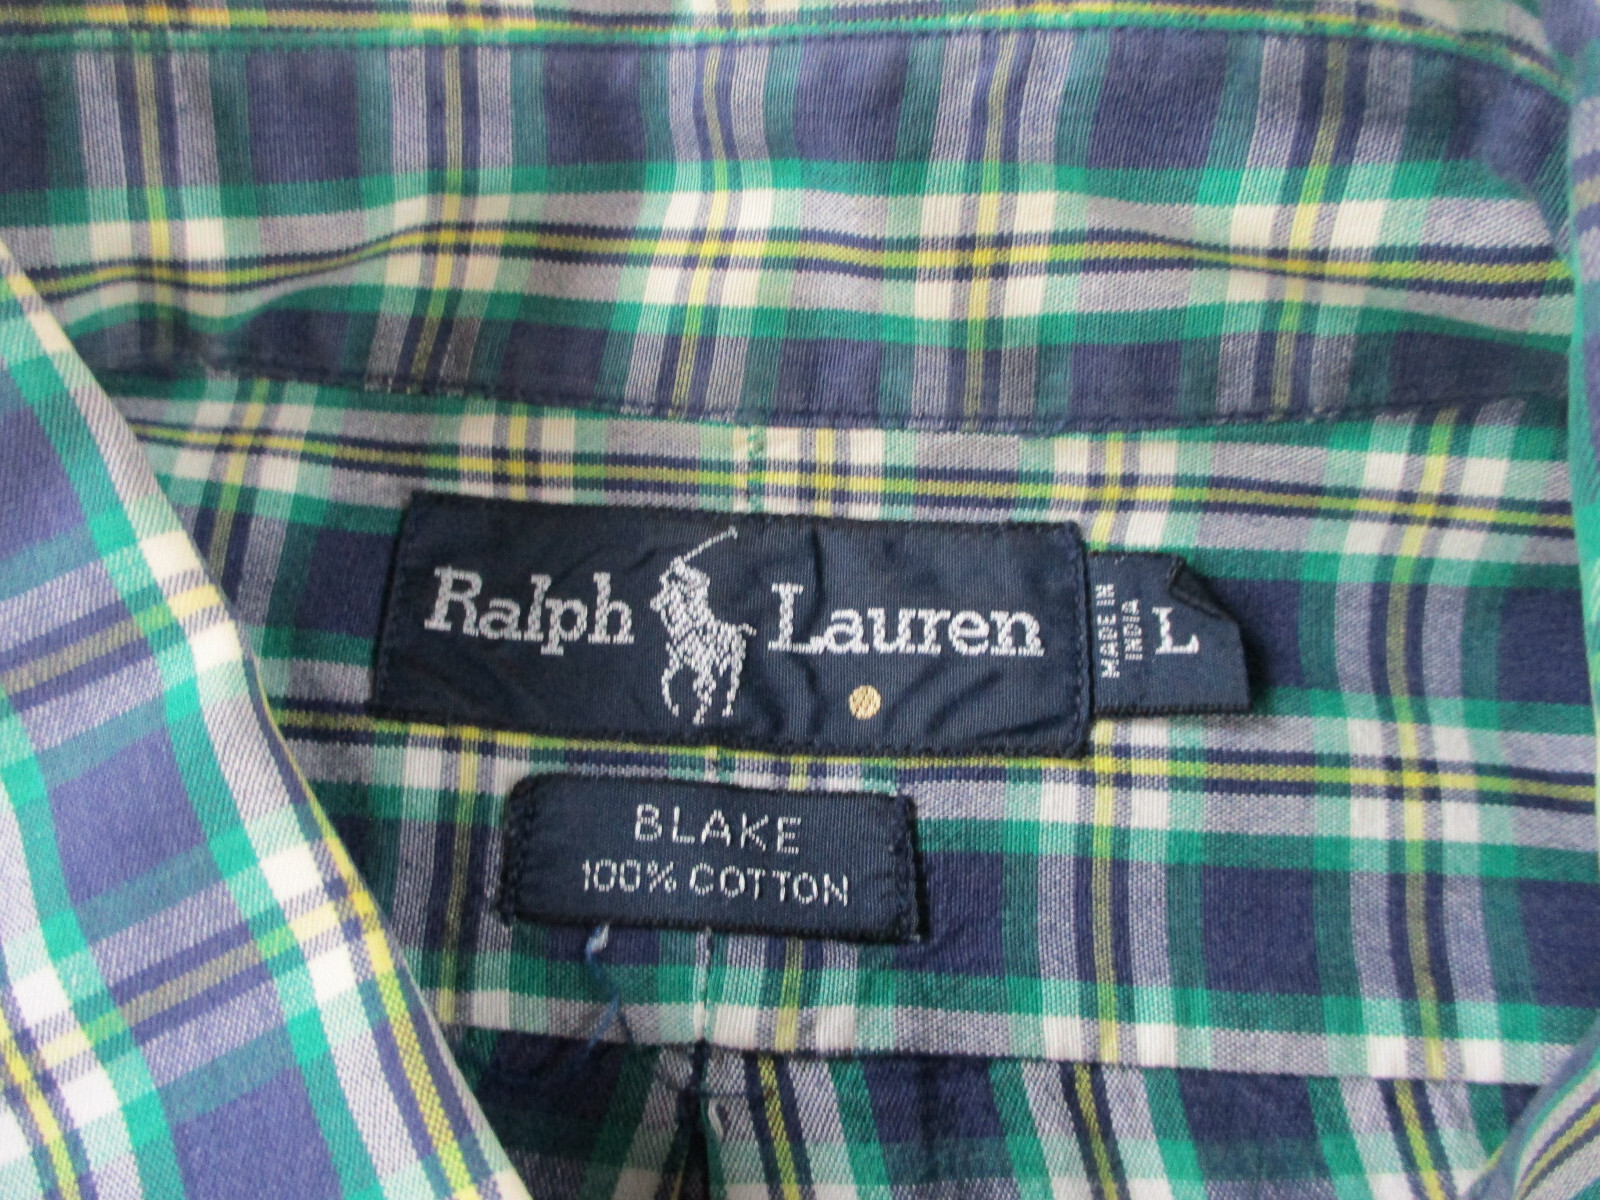 Ralph Lauren
MADE IN
INDIA
L
BLAKE
100% COTTON